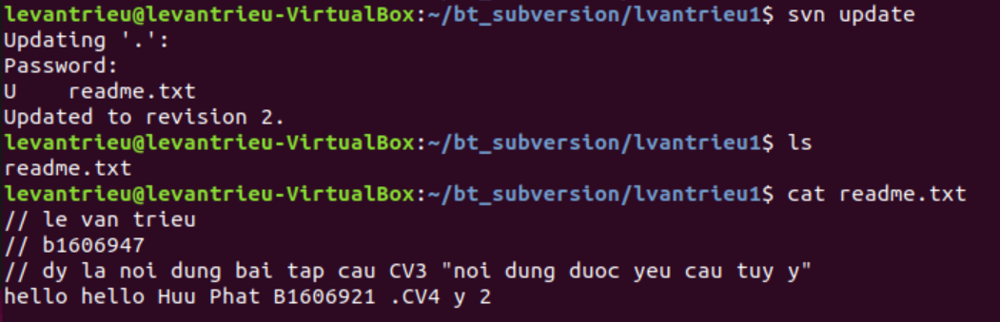 levantrieu@levantrieu-VirtualBox:~/bt_subversion/lvantrieu1$ svn update
Updating '.':
Password:
U    readme.txt
Updated to revision 2.
levantrieu@levantrieu-VirtualBox:~/bt_subversion/lvantrieu1$ ls
readme.txt
levantrieu@levantrieu-VirtualBox:~/bt_subversion/lvantrieu1$ cat readme.txt
// le van trieu
// b1606947
// dy la noi dung bai tap cau CV3 "noi dung duoc yeu cau tuy y"
hello hello Huu Phat B1606921 .CV4 y 2